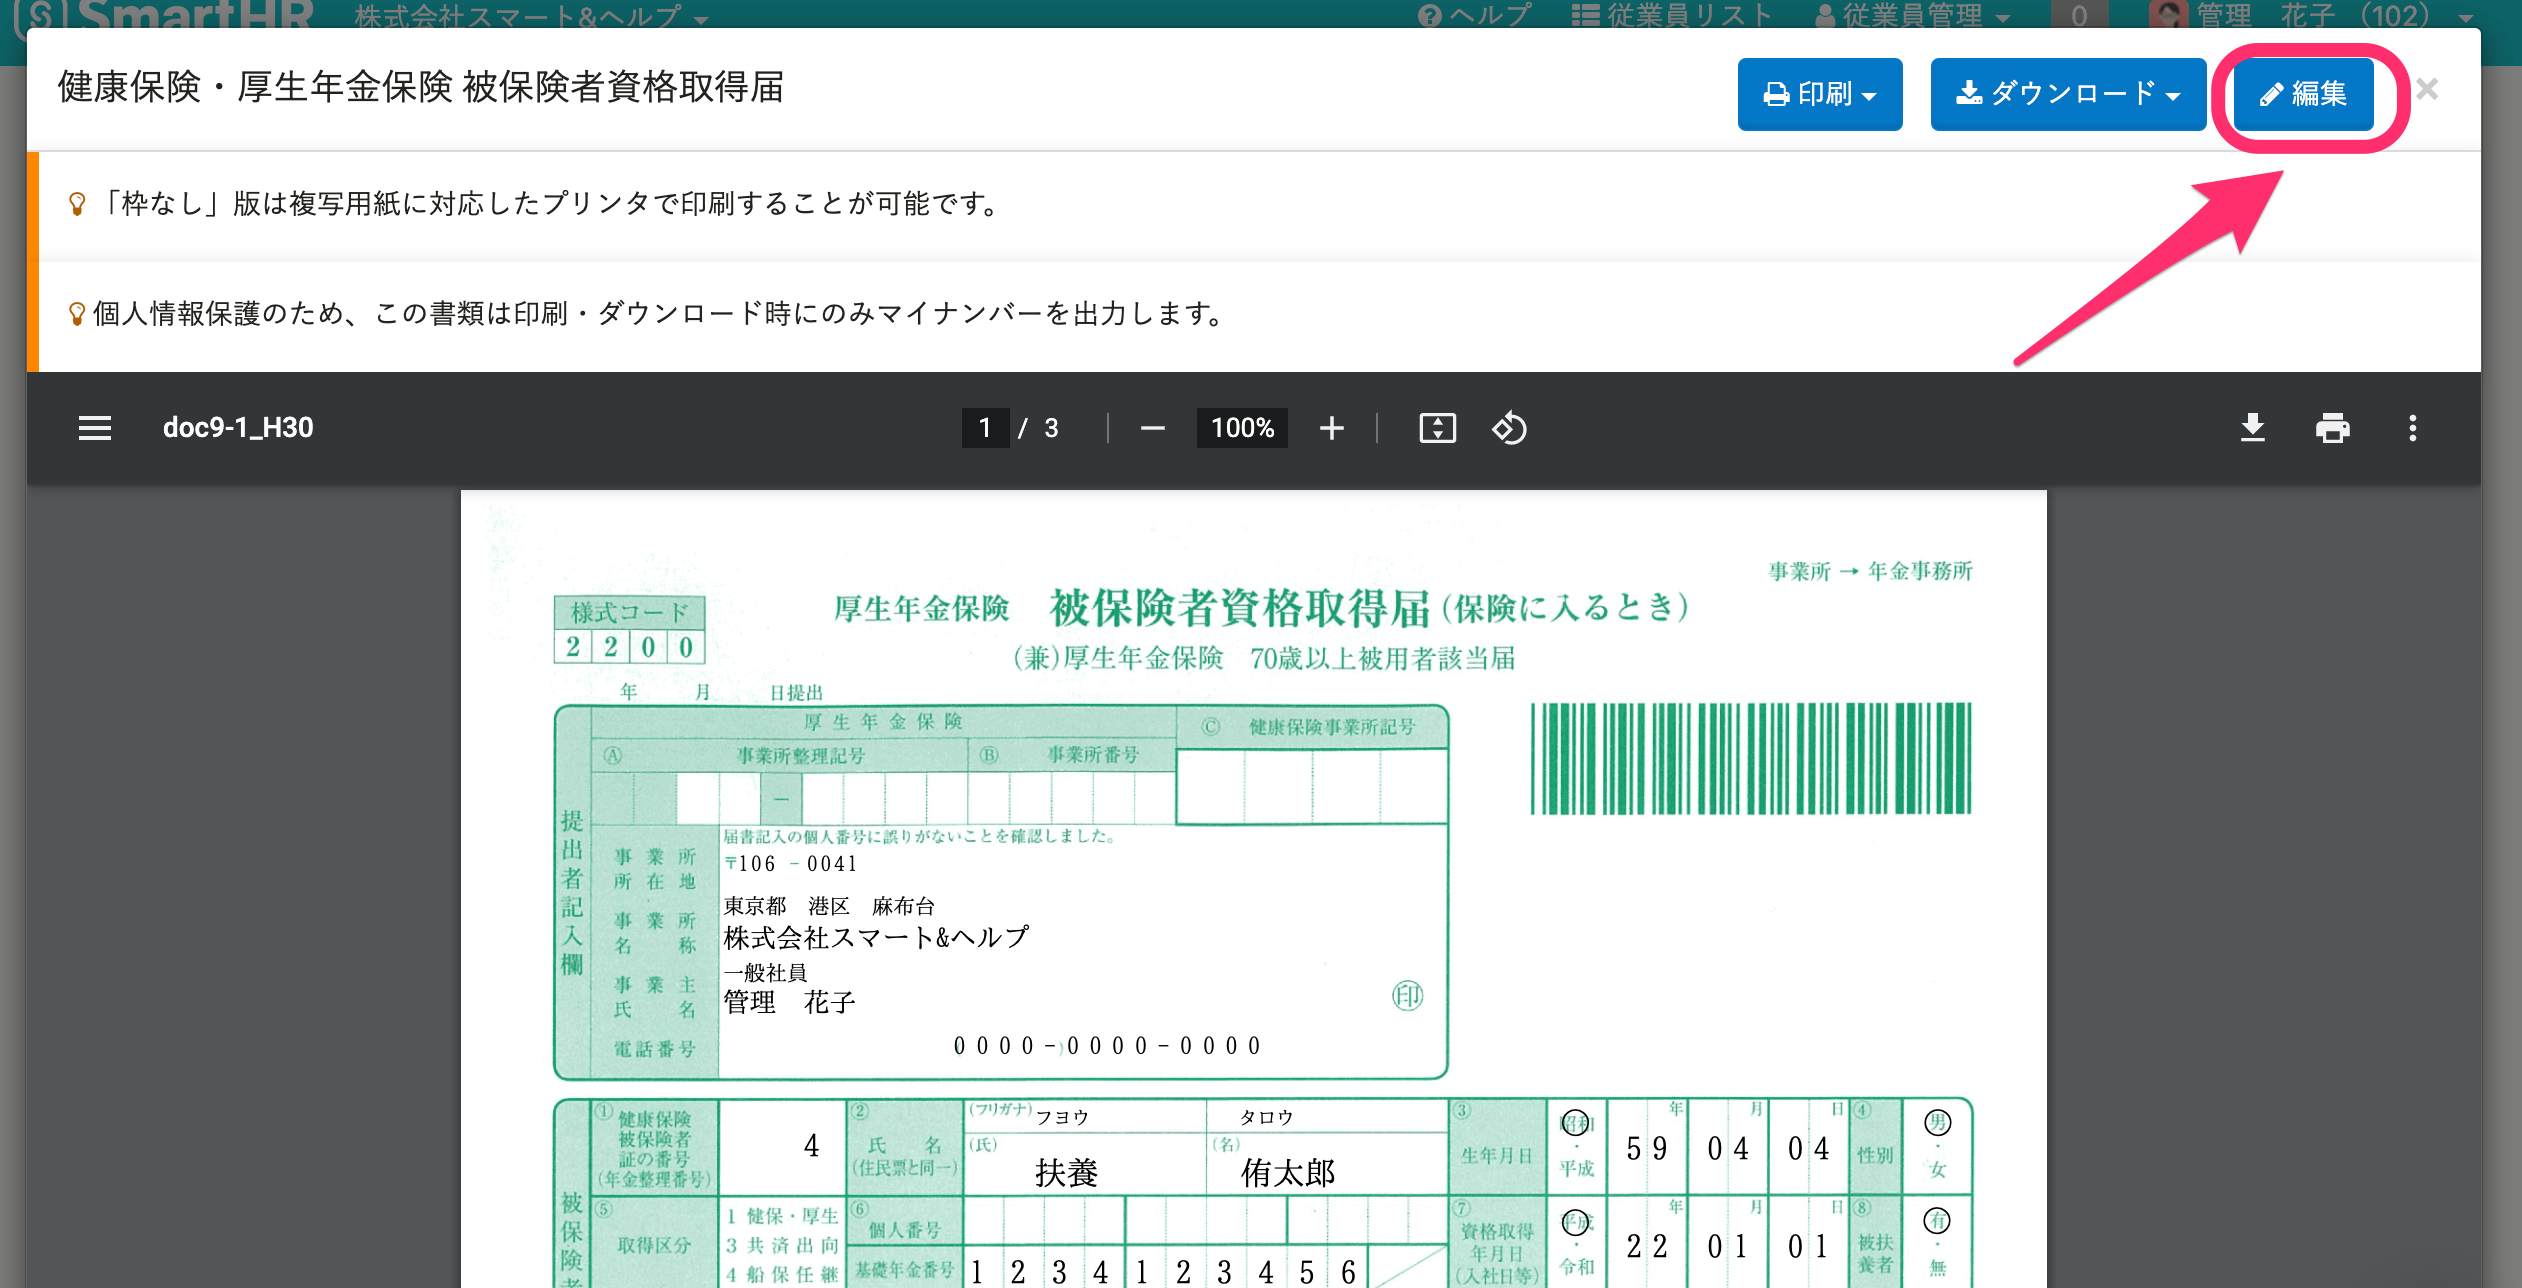 SmartHR 株式会社スマート&ヘルプ ヘルプ 従業員リスト 従業員管理 0 管理 花子 (102)
健康保険・厚生年金保険 被保険者資格取得届 印刷 ダウンロード 編集 ×
「枠なし」版は複写用紙に対応したプリンタで印刷することが可能です。
個人情報保護のため、この書類は印刷・ダウンロード時にのみマイナンバーを出力します。
doc9-1_H30 1 / 3 100%
事業所 → 年金事務所
様式コード
2200
厚生年金保険 被保険者資格取得届(保険に入るとき)
(兼)厚生年金保険 70歳以上被用者該当届
年 月 日提出
提出者記入欄
厚生年金保険
Ⓐ 事業所整理記号 Ⓑ 事業所番号 Ⓒ 健康保険事業所記号
−
届書記入の個人番号に誤りがないことを確認しました。
事業所所在地
〒106 -0041
東京都 港区 麻布台
事業所名称
株式会社スマート&ヘルプ
事業主氏名
一般社員
管理 花子
印
電話番号
0000-)0000-0000
被保険者
① 健康保険被保険者証の番号(年金整理番号) 4
② 氏名(住民票と同一)
(フリガナ) フヨウ タロウ
(氏) 扶養 (名) 侑太郎
③ 生年月日 昭和・平成 59年 04月 04日
④ 性別 男・女
⑤ 取得区分
1 健保・厚生
3 共済出向
4 船保任継
⑥ 個人番号
基礎年金番号 1234123456
⑦ 資格取得年月日(入社日等) 平成・令和 22年 01月 01日
⑧ 被扶養者 有・無